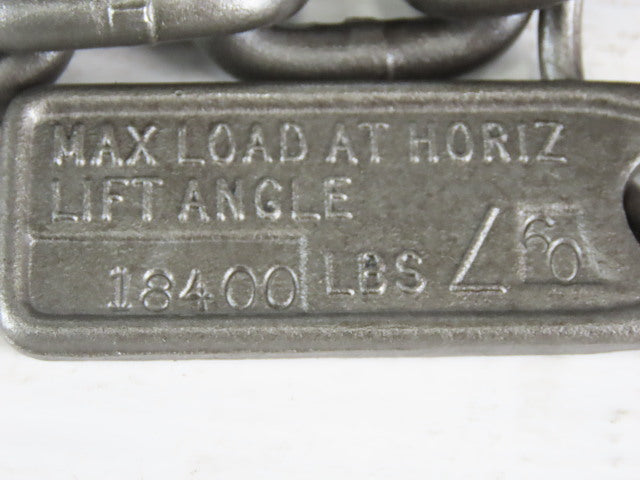 MAX LOAD AT HORIZ
LIFT ANGLE
18400 LBS ∠ 60